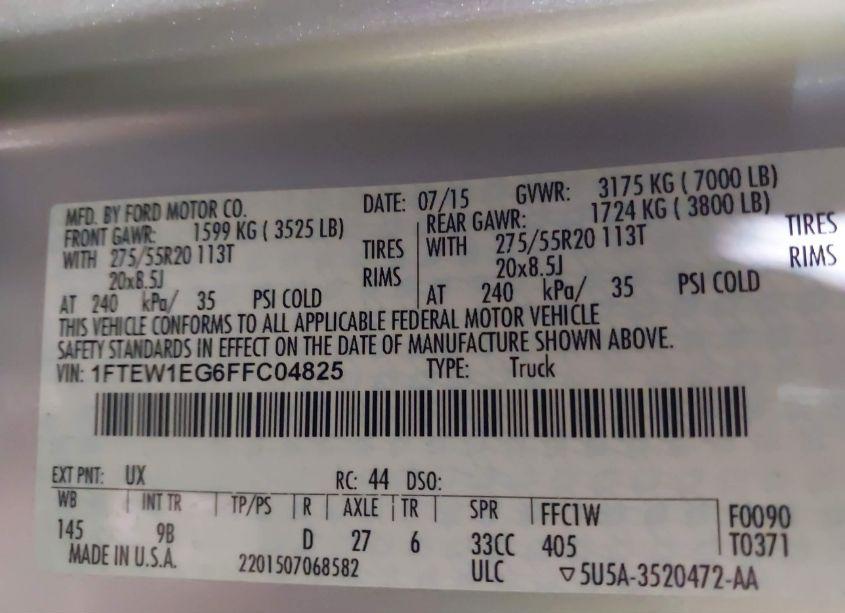 MFD. BY FORD MOTOR CO. DATE: 07/15 GVWR: 3175 KG ( 7000 LB)
FRONT GAWR: 1599 KG ( 3525 LB) REAR GAWR: 1724 KG ( 3800 LB)
WITH 275/55R20 113T TIRES WITH 275/55R20 113T TIRES
20x8.5J RIMS 20x8.5J RIMS
AT 240 kPa/ 35 PSI COLD AT 240 kPa/ 35 PSI COLD
THIS VEHICLE CONFORMS TO ALL APPLICABLE FEDERAL MOTOR VEHICLE
SAFETY STANDARDS IN EFFECT ON THE DATE OF MANUFACTURE SHOWN ABOVE.
VIN: 1FTEW1EG6FFC04825 TYPE: Truck
EXT PNT: UX RC: 44 DSO:
WB INT TR TP/PS R AXLE TR SPR FFC1W F0090
145 9B D 27 6 33CC 405 T0371
MADE IN U.S.A. 2201507068582 ULC ▽5U5A-3520472-AA